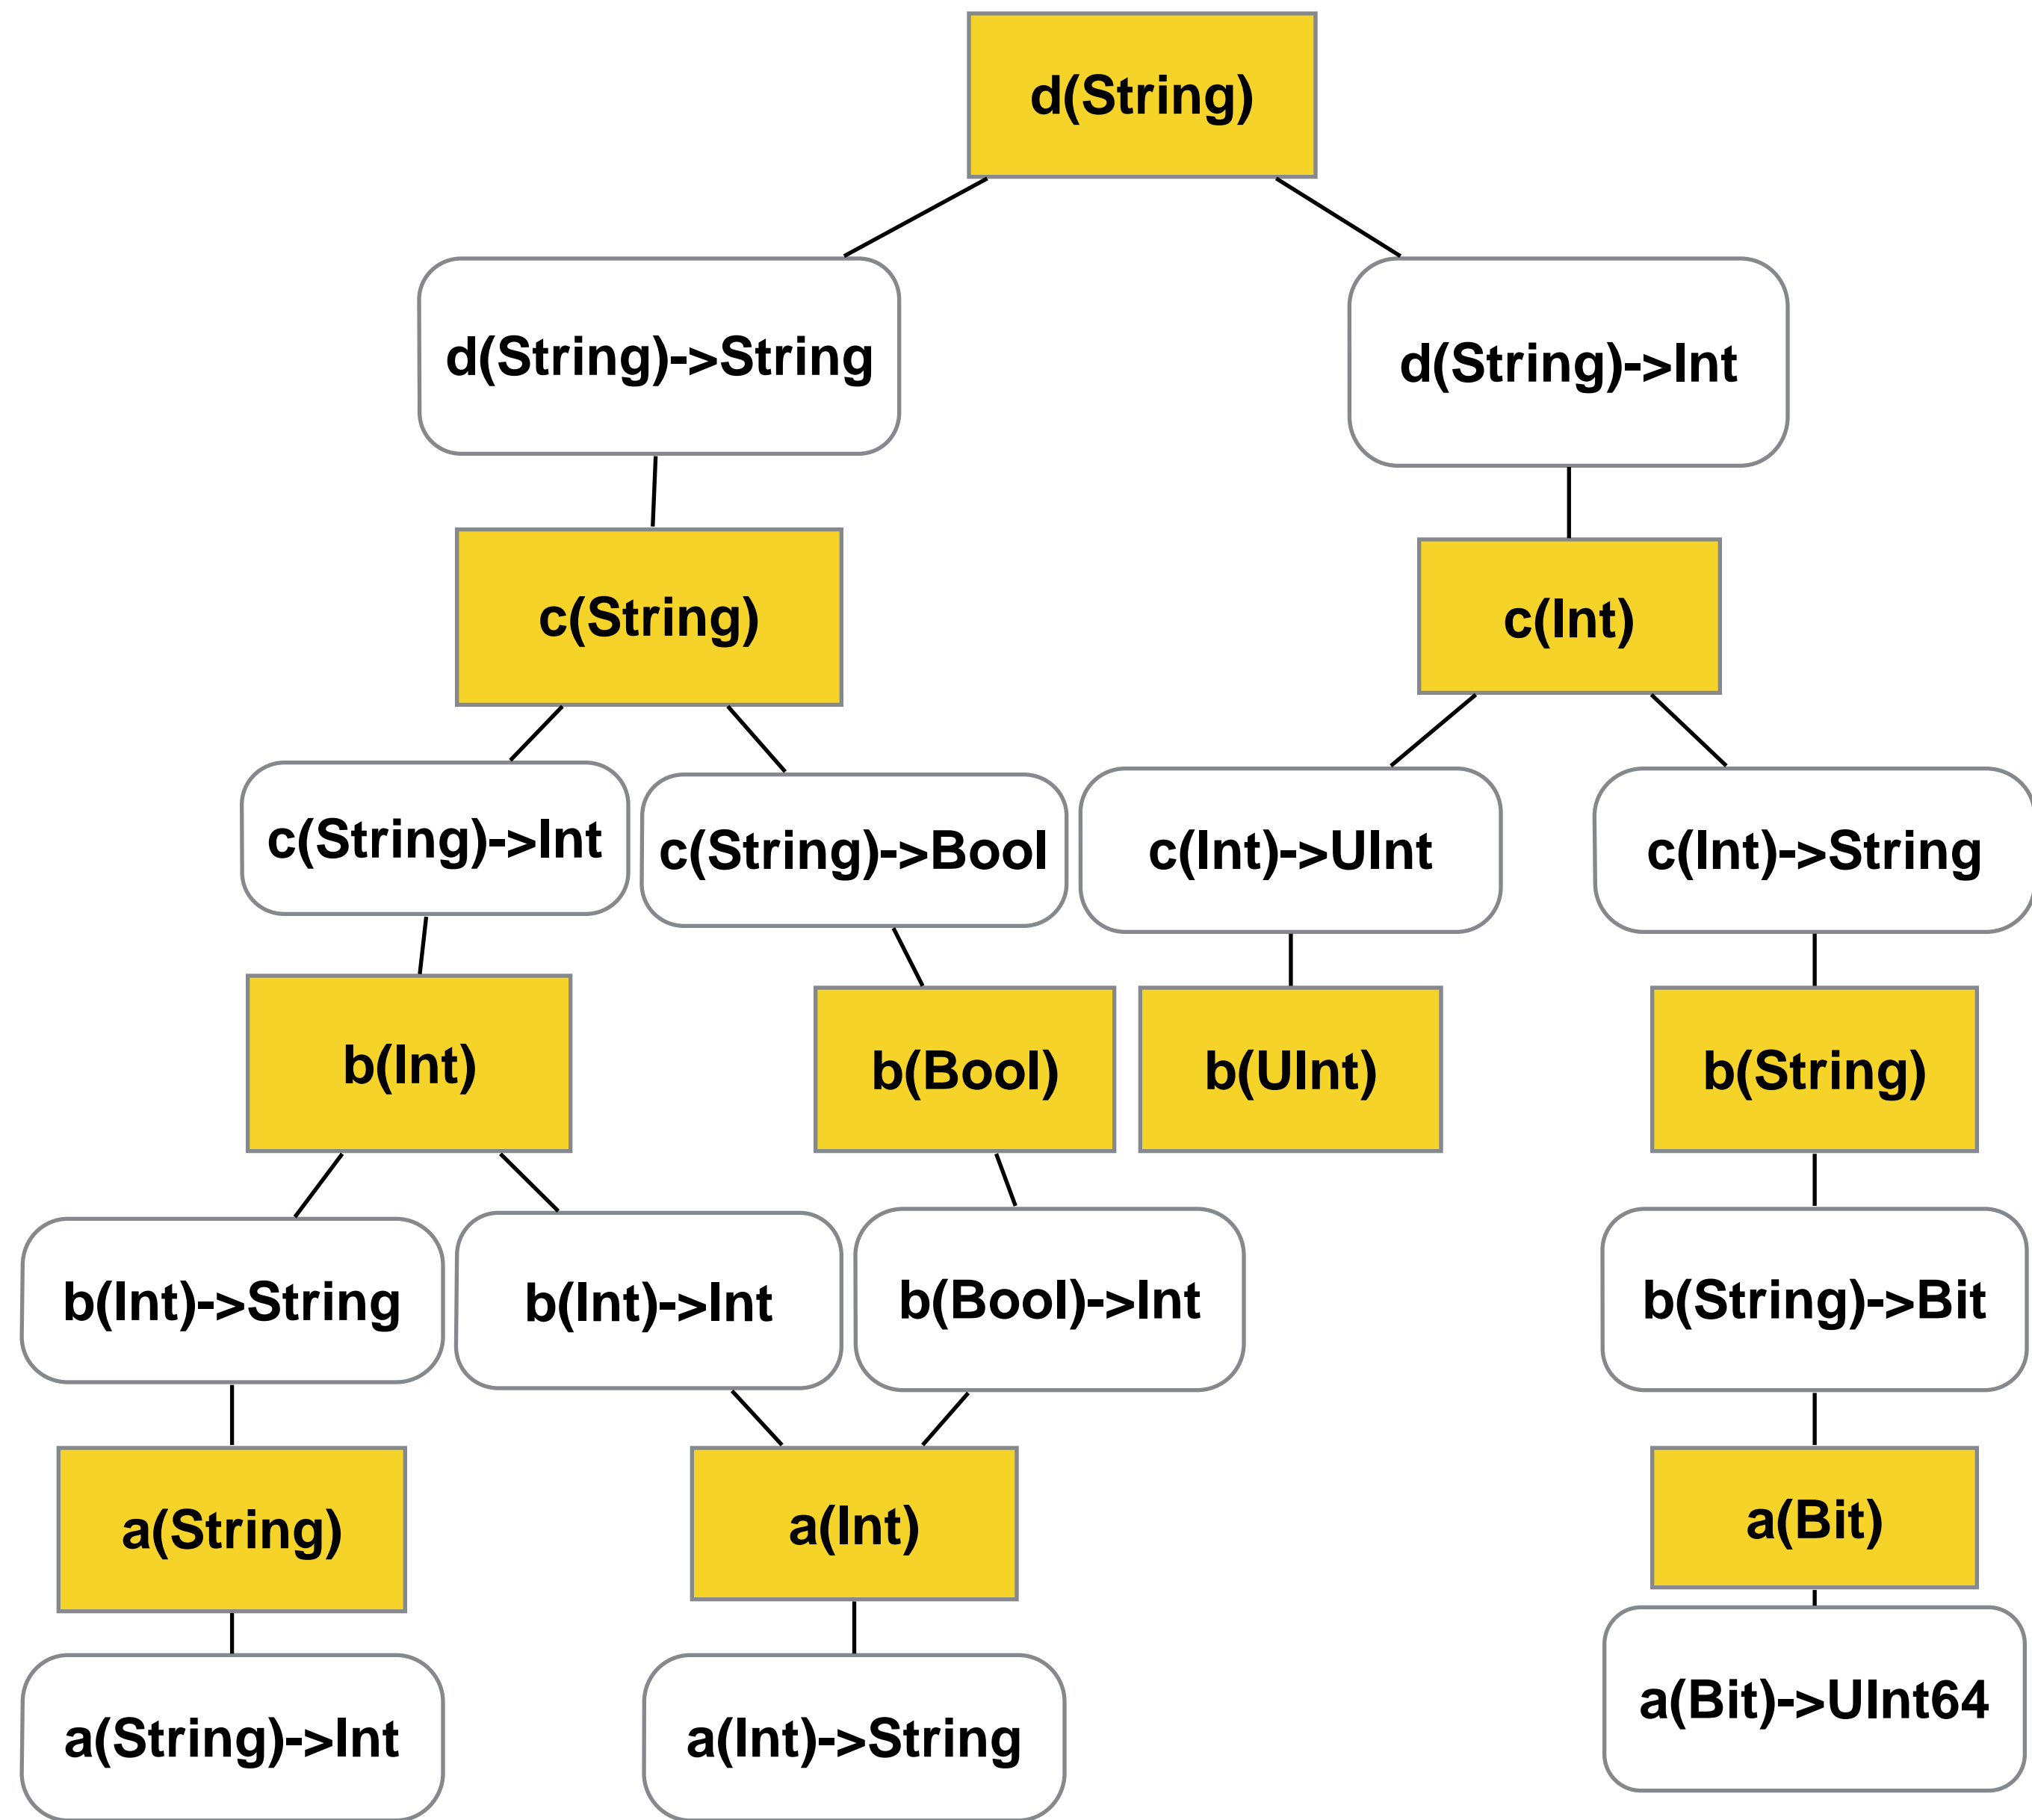 d(String)
d(String)->String
d(String)->Int
c(String)
c(Int)
c(String)->Int
c(String)->Bool
c(Int)->UInt
c(Int)->String
b(Int)
b(Bool)
b(UInt)
b(String)
b(Int)->String
b(Int)->Int
b(Bool)->Int
b(String)->Bit
a(String)
a(Int)
a(Bit)
a(String)->Int
a(Int)->String
a(Bit)->UInt64